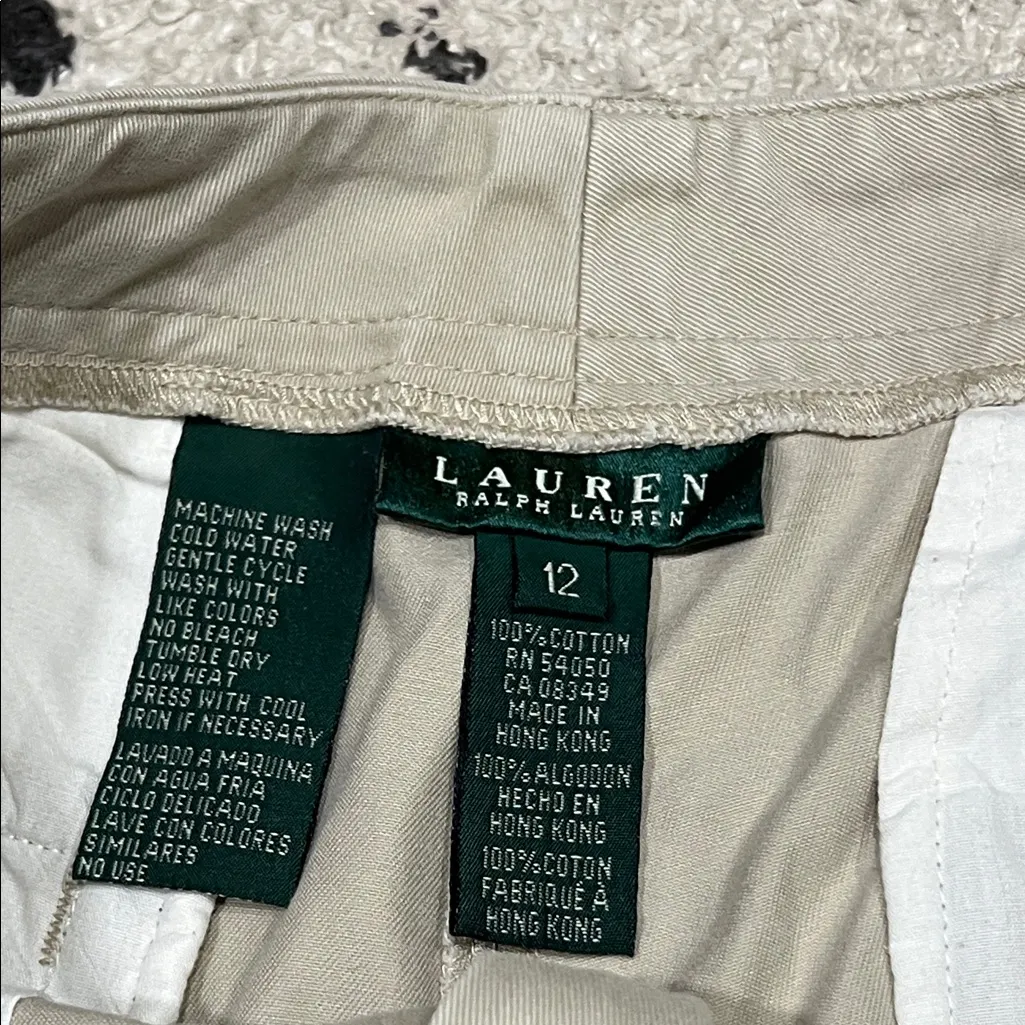 MACHINE WASH
COLD WATER
GENTLE CYCLE
WASH WITH
LIKE COLORS
NO BLEACH
TUMBLE DRY
LOW HEAT
PRESS WITH COOL
IRON IF NECESSARY
LAVADO A MAQUINA
CON AGUA FRIA
CICLO DELICADO
LAVE CON COLORES
SIMILARES
NO USE
LAUREN
RALPH LAUREN
12
100% COTTON
RN 54050
CA 08349
MADE IN
HONG KONG
100% ALGODON
HECHO EN
HONG KONG
100% COTON
FABRIQUÉ À
HONG KONG